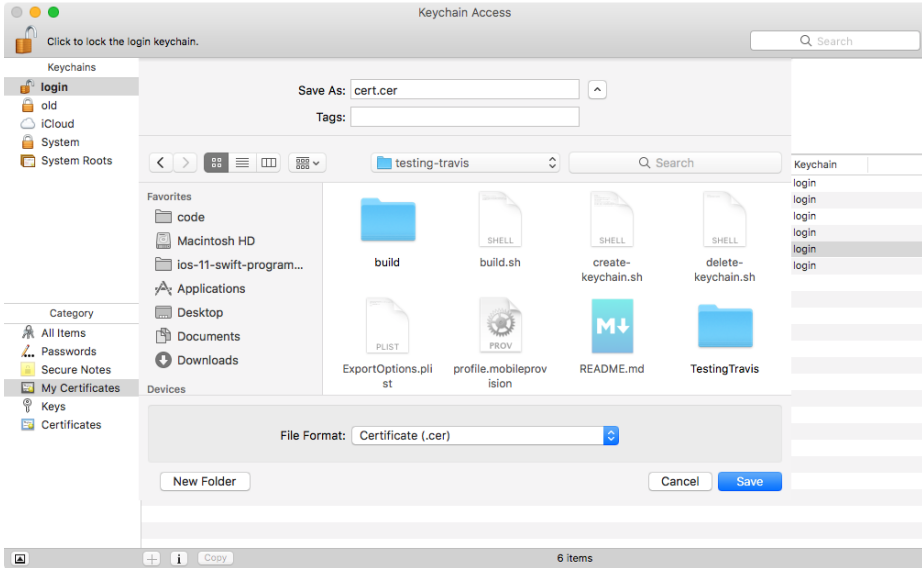 Keychain Access
Click to lock the login keychain.
Search
Keychains
login
old
iCloud
System
System Roots
Save As: cert.cer
Tags:
testing-travis
Search
Favorites
code
Macintosh HD
ios-11-swift-program...
Applications
Desktop
Documents
Downloads
Devices
SHELL
build
build.sh
SHELL
create-
keychain.sh
SHELL
delete-
keychain.sh
PLIST
ExportOptions.pli
st
PROV
profile.mobileprov
ision
M
README.md
TestingTravis
Keychain
login
login
login
login
login
login
Category
All Items
Passwords
Secure Notes
My Certificates
Keys
Certificates
File Format: Certificate (.cer)
New Folder
Cancel
Save
+
i
Copy
6 items